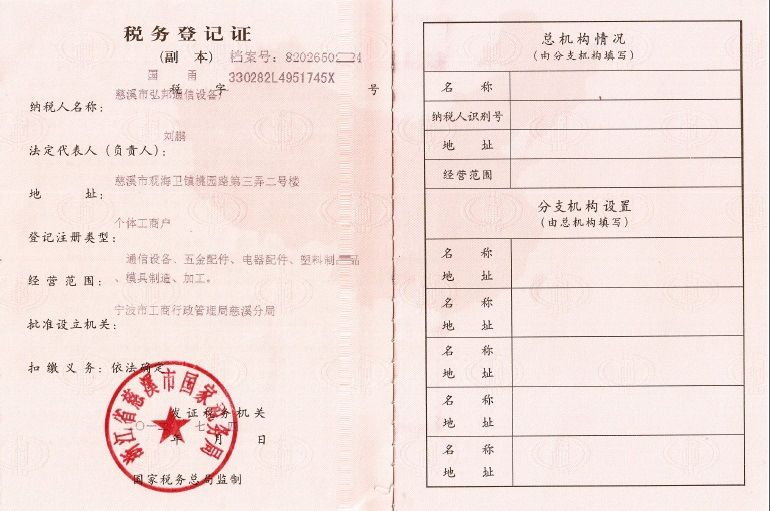 税务登记证
(副 本) 档案号: 8202650
国 甬
税 字 330282L4951745X 号
纳税人名称: 慈溪市弘邦通信设备厂
法定代表人(负责人): 刘鹏
地 址: 慈溪市观海卫镇桃园路第三弄二号楼
登记注册类型: 个体工商户
经营范围: 通信设备、五金配件、电器配件、塑料制品
、模具制造、加工。
批准设立机关: 宁波市工商行政管理局慈溪分局
扣缴义务: 依法确定
浙江省慈溪市国家税务局
发证税务机关
年 月 日
国家税务总局监制
总机构情况
(由分支机构填写)
名 称
纳税人识别号
地 址
经营范围
分支机构设置
(由总机构填写)
名 称
地 址
名 称
地 址
名 称
地 址
名 称
地 址
名 称
地 址